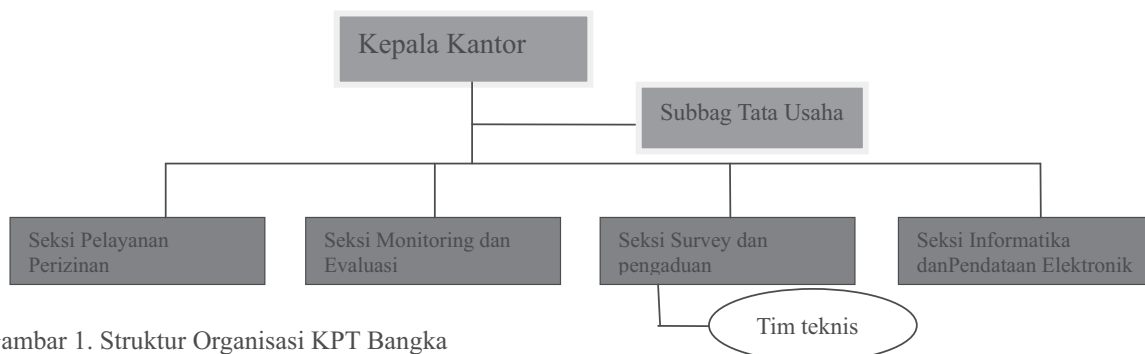 Kepala Kantor
Subbag Tata Usaha
Seksi Pelayanan
Perizinan
Seksi Monitoring dan
Evaluasi
Seksi Survey dan
pengaduan
Seksi Informatika
danPendataan Elektronik
Tim teknis
ambar 1. Struktur Organisasi KPT Bangka